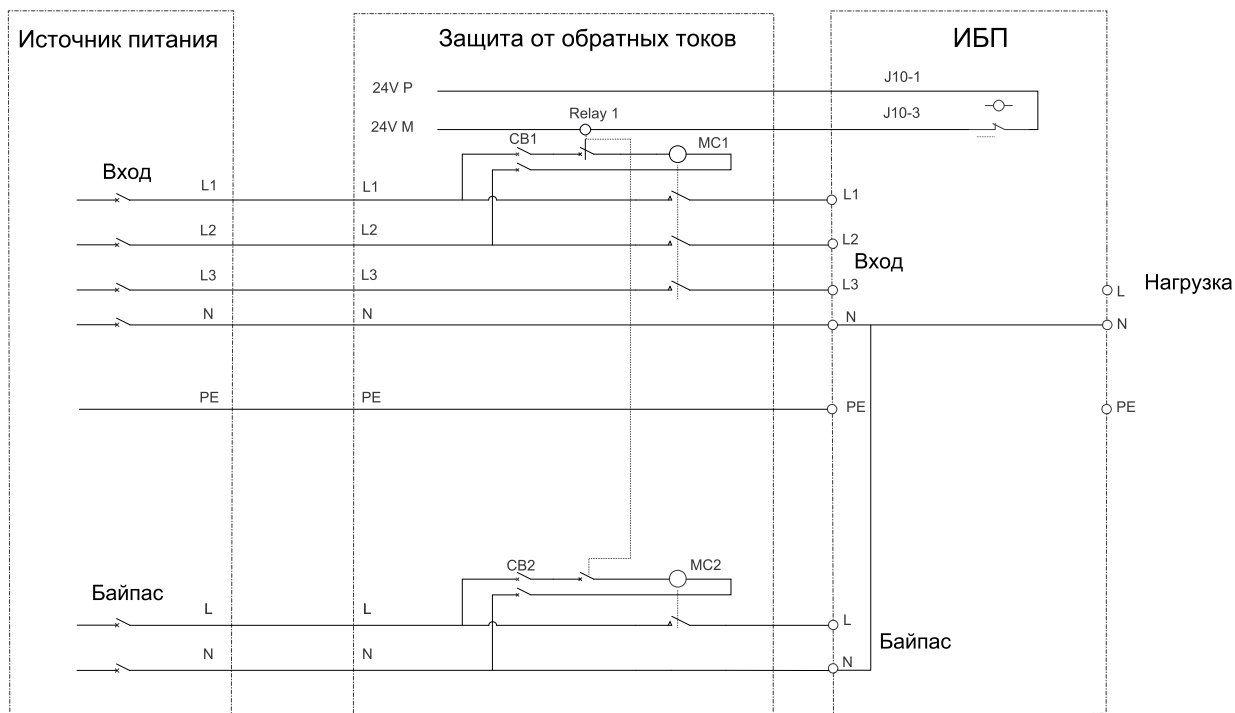 Источник питания
Защита от обратных токов
ИБП
24V P
J10-1
24V M
Relay 1
J10-3
CB1
MC1
Вход
L1
L1
L1
L2
L2
L2
Вход
L3
L3
L3
L
Нагрузка
N
N
N
N
PE
PE
PE
PE
CB2
MC2
Байпас
L
L
L
Байпас
N
N
N